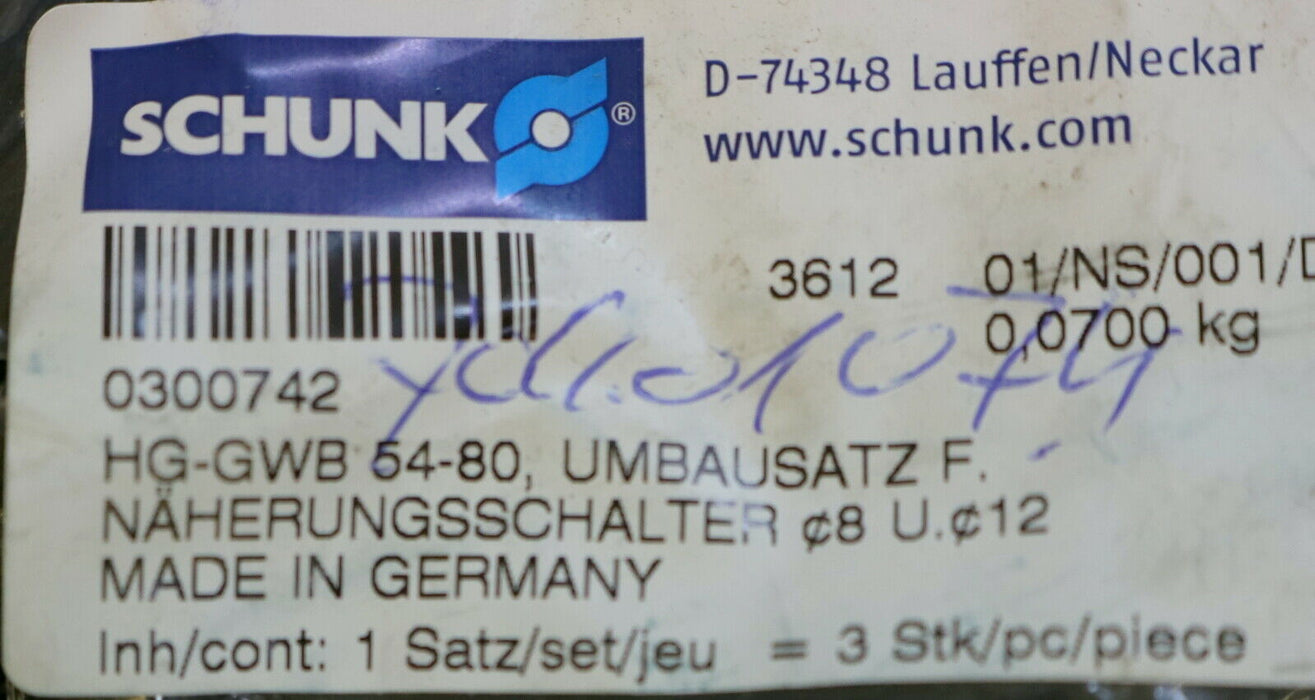 SCHUNK ®
D-74348 Lauffen/Neckar
www.schunk.com
3612 01/NS/001/D
0,0700 kg
0300742
HG-GWB 54-80, UMBAUSATZ F.
NÄHERUNGSSCHALTER ¢8 U.¢12
MADE IN GERMANY
Inh/cont: 1 Satz/set/jeu = 3 Stk/pc/piece